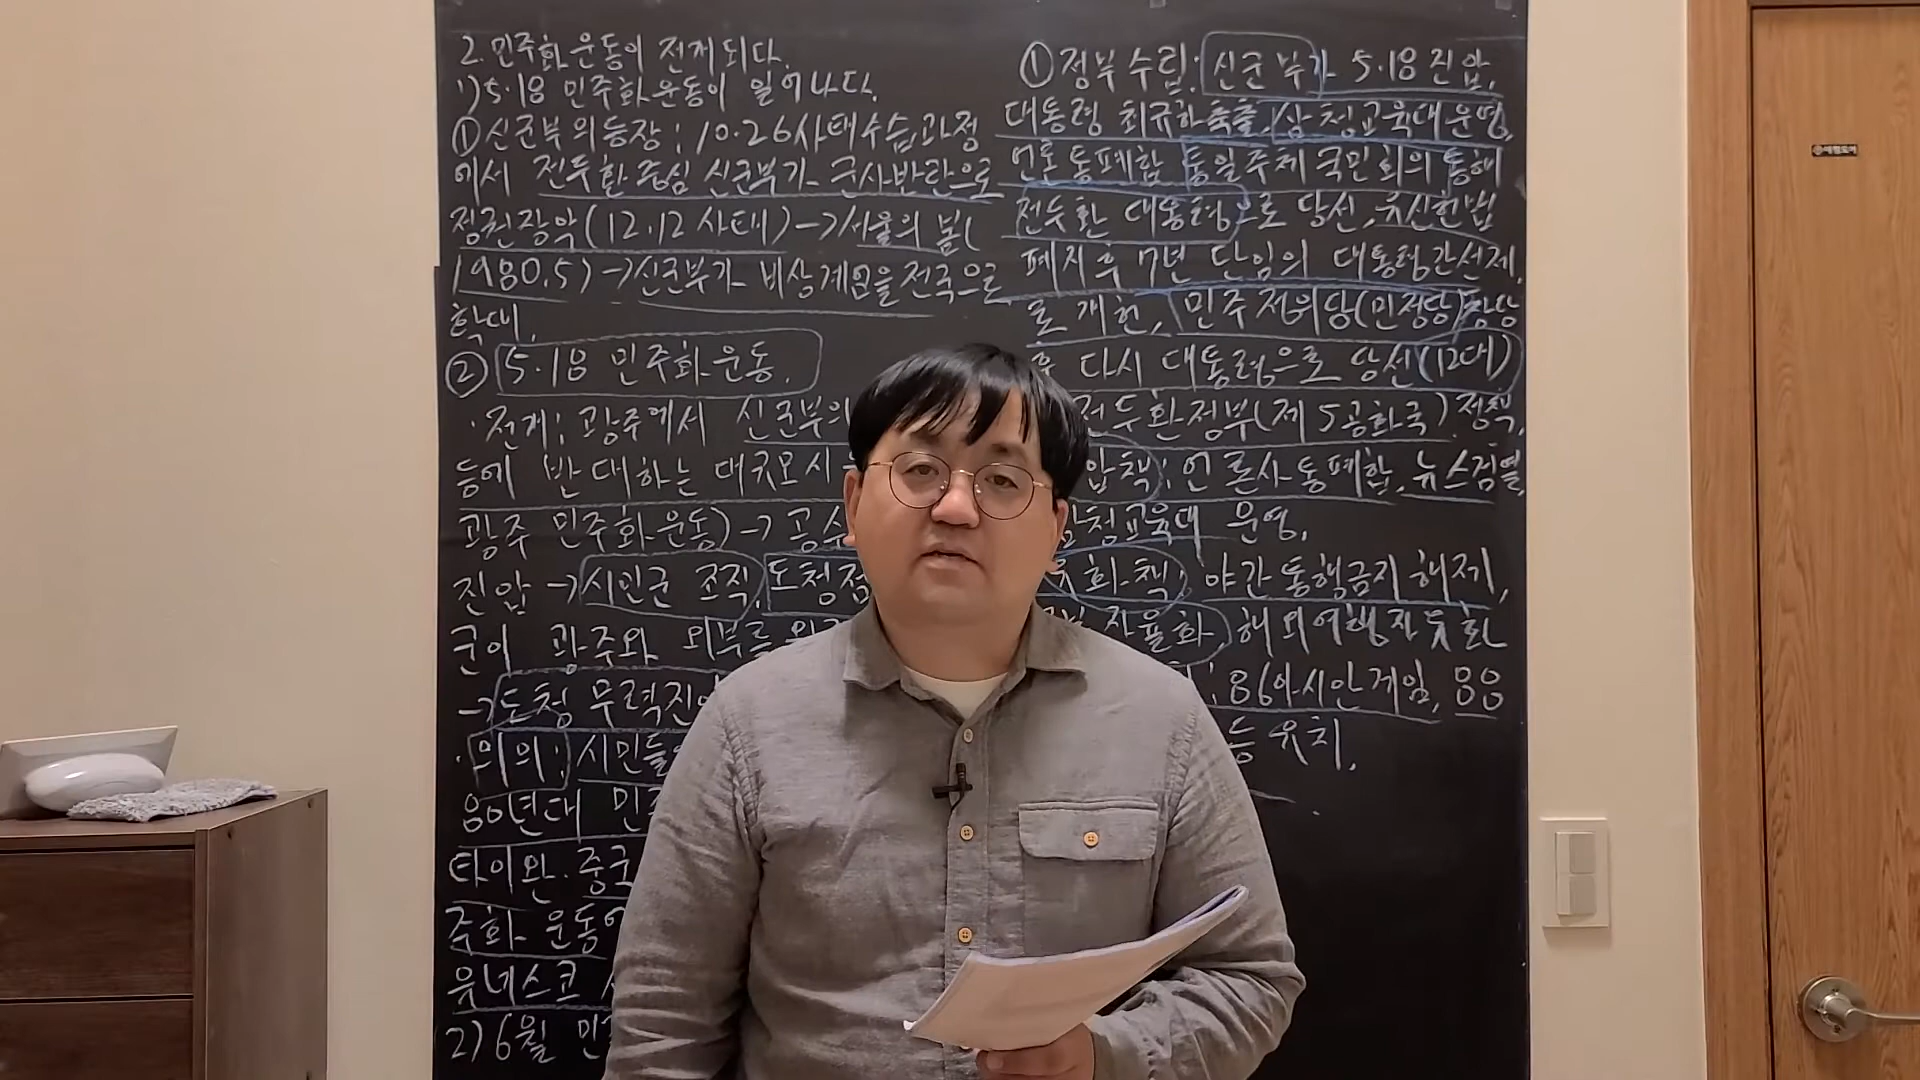 2. 민주화 운동이 전개되다.
1) 5·18 민주화 운동이 일어나다.
① 신군부의 등장 ; 10·26사태 수습과정
에서 전두환 중심 신군부가 군사반란으로
정권장악(12.12 사태)->서울의 봄(
1980.5)->신군부가 비상계엄을 전국으로
확대.
② 5·18 민주화 운동.
·전개; 광주에서 신군부의
등에 반대하는 대규모시
광주 민주화운동)-> 공수
진압 ->시민군 조직, 도청점
군이 광주와 외부를
->도청 무력진
·의의; 시민들
80년대 민
타이완·중국
주화 운동
유네스코
2) 6월 민
① 정부 수립; 신군부가 5·18 진압,
대통령 최규하 축출, 삼청교육대 운영,
언론통폐합 통일주체국민회의 통해
전두환 대통령으로 당선, 유신헌법
폐지 후 7년 단임의 대통령간선제,
로 개헌, 민주정의당(민정당)창당
후 다시 대통령으로 당선(12대)
전두환정부(제5공화국) 정책,
압책; 언론사통폐합, 뉴스검열,
삼청교육대 운영.
유화책; 야간통행금지 해제,
자율화, 해외여행자유화
; 86아시안게임, 88
등 유치.